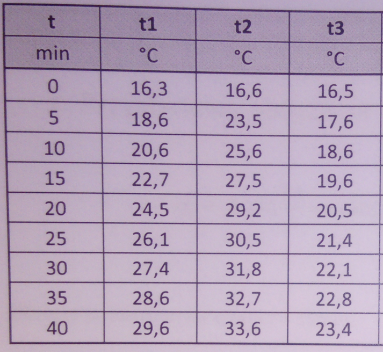 t t1 t2 t3
min °C °C °C
0 16,3 16,6 16,5
5 18,6 23,5 17,6
10 20,6 25,6 18,6
15 22,7 27,5 19,6
20 24,5 29,2 20,5
25 26,1 30,5 21,4
30 27,4 31,8 22,1
35 28,6 32,7 22,8
40 29,6 33,6 23,4